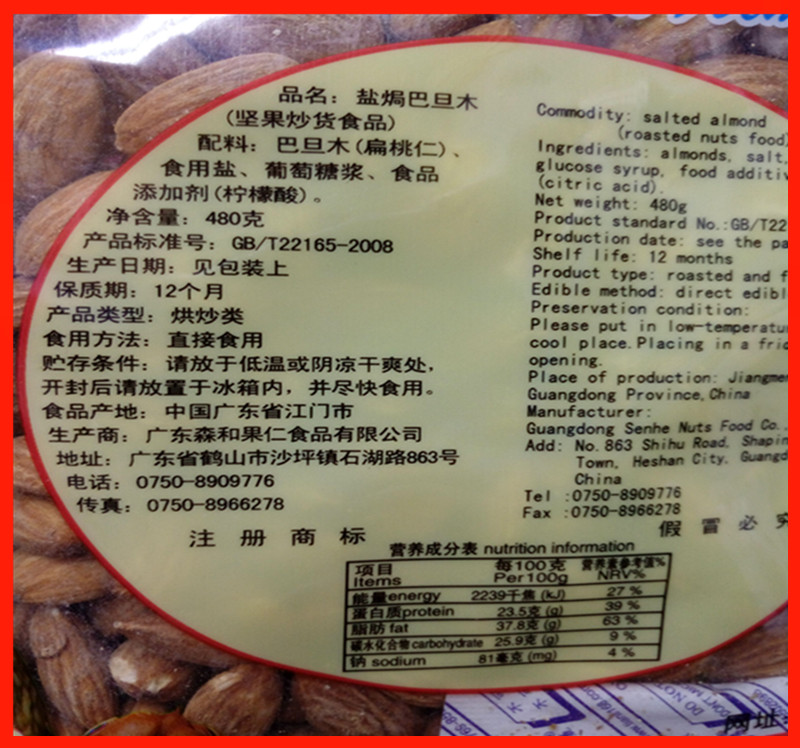 品名：盐焗巴旦木
(坚果炒货食品)
配料：巴旦木(扁桃仁)、
食用盐、葡萄糖浆、食品
添加剂(柠檬酸)。
净含量：480克
产品标准号：GB/T22165-2008
生产日期：见包装上
保质期：12个月
产品类型：烘炒类
食用方法：直接食用
贮存条件：请放于低温或阴凉干爽处，
开封后请放置于冰箱内，并尽快食用。
食品产地：中国广东省江门市
生产商：广东森和果仁食品有限公司
地址：广东省鹤山市沙坪镇石湖路863号
电话：0750-8909776
传真：0750-8966278
注册商标
Commodity: salted almond
(roasted nuts food)
Ingredients: almonds, salt,
glucose syrup, food
(citric acid).
Net weight: 480g
Product standard No.:GB/T22
Production date: see the
Shelf life: 12 months
Product type: roasted and
Edible method: direct
Preservation condition:
Please put in
cool place.Placing in a
opening.
Place of production:
Guangdong Province,China
Manufacturer:
Guangdong Senhe Nuts Food Co.,
Add: No.863 Shihu Road,
Town, Heshan City,
China
Tel :0750-8909776
Fax :0750-8966278
假冒必究
营养成分表 nutrition information
项目 每100克 营养素参考值%
Items Per100g NRV%
能量energy 2239千焦 (kJ) 27 %
蛋白质protein 23.5克 (g) 39 %
脂肪 fat 37.8克 (g) 63 %
碳水化合物 carbohydrate 25.9克 (g) 9 %
钠 sodium 81毫克 (mg) 4 %
网址: